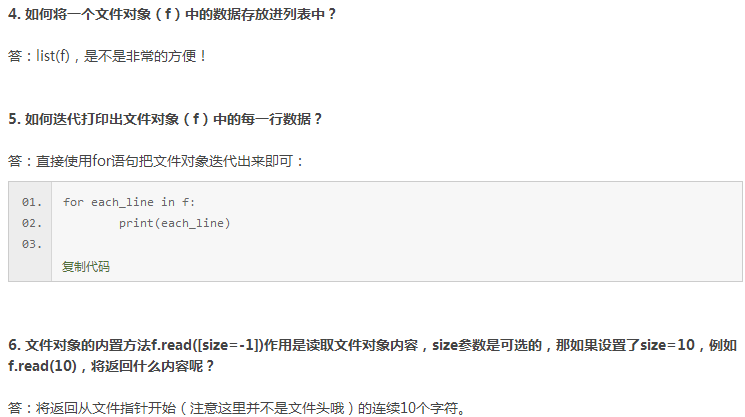 4. 如何将一个文件对象（f）中的数据存放进列表中？
答：list(f)，是不是非常的方便！
5. 如何迭代打印出文件对象（f）中的每一行数据？
答：直接使用for语句把文件对象迭代出来即可：
01. for each_line in f:
02.         print(each_line)
03.
复制代码
6. 文件对象的内置方法f.read([size=-1])作用是读取文件对象内容，size参数是可选的，那如果设置了size=10，例如
f.read(10)，将返回什么内容呢？
答：将返回从文件指针开始（注意这里并不是文件头哦）的连续10个字符。